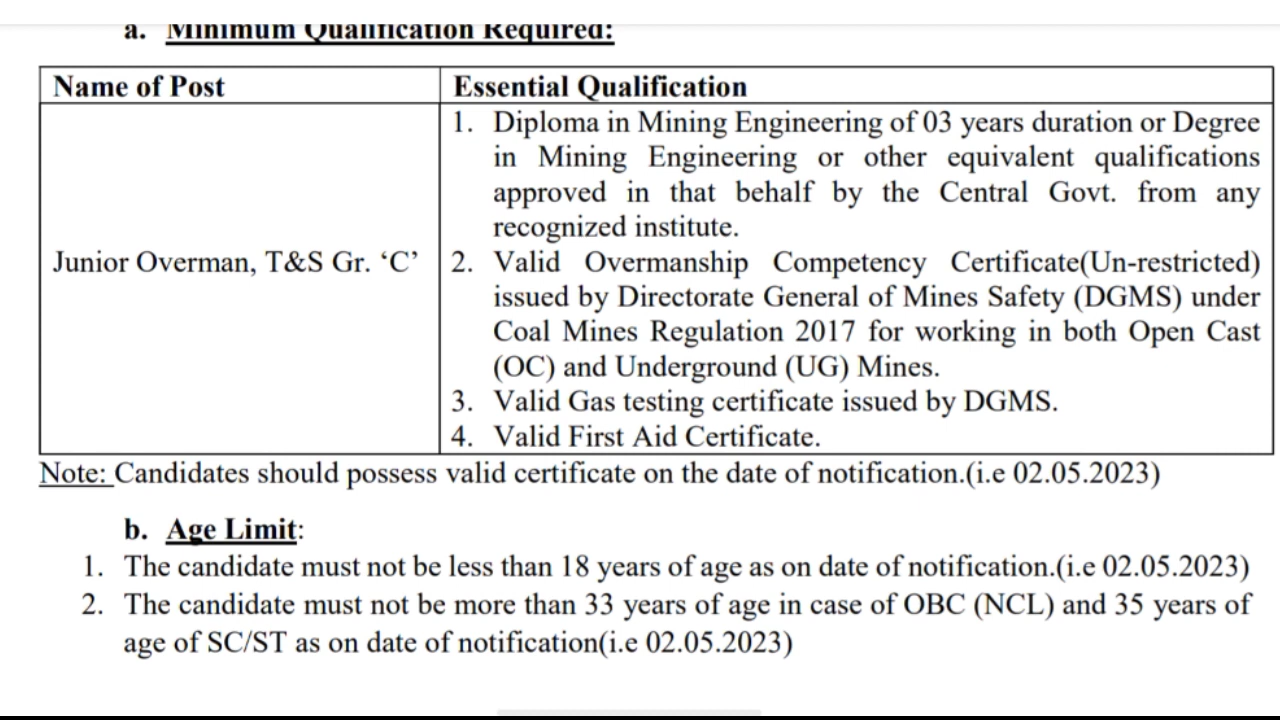 a. Minimum Qualification Required:
Name of Post
Essential Qualification
Junior Overman, T&S Gr. ‘C’
1. Diploma in Mining Engineering of 03 years duration or Degree
in Mining Engineering or other equivalent qualifications
approved in that behalf by the Central Govt. from any
recognized institute.
2. Valid Overmanship Competency Certificate(Un-restricted)
issued by Directorate General of Mines Safety (DGMS) under
Coal Mines Regulation 2017 for working in both Open Cast
(OC) and Underground (UG) Mines.
3. Valid Gas testing certificate issued by DGMS.
4. Valid First Aid Certificate.
Note: Candidates should possess valid certificate on the date of notification.(i.e 02.05.2023)
b. Age Limit:
1. The candidate must not be less than 18 years of age as on date of notification.(i.e 02.05.2023)
2. The candidate must not be more than 33 years of age in case of OBC (NCL) and 35 years of
age of SC/ST as on date of notification(i.e 02.05.2023)